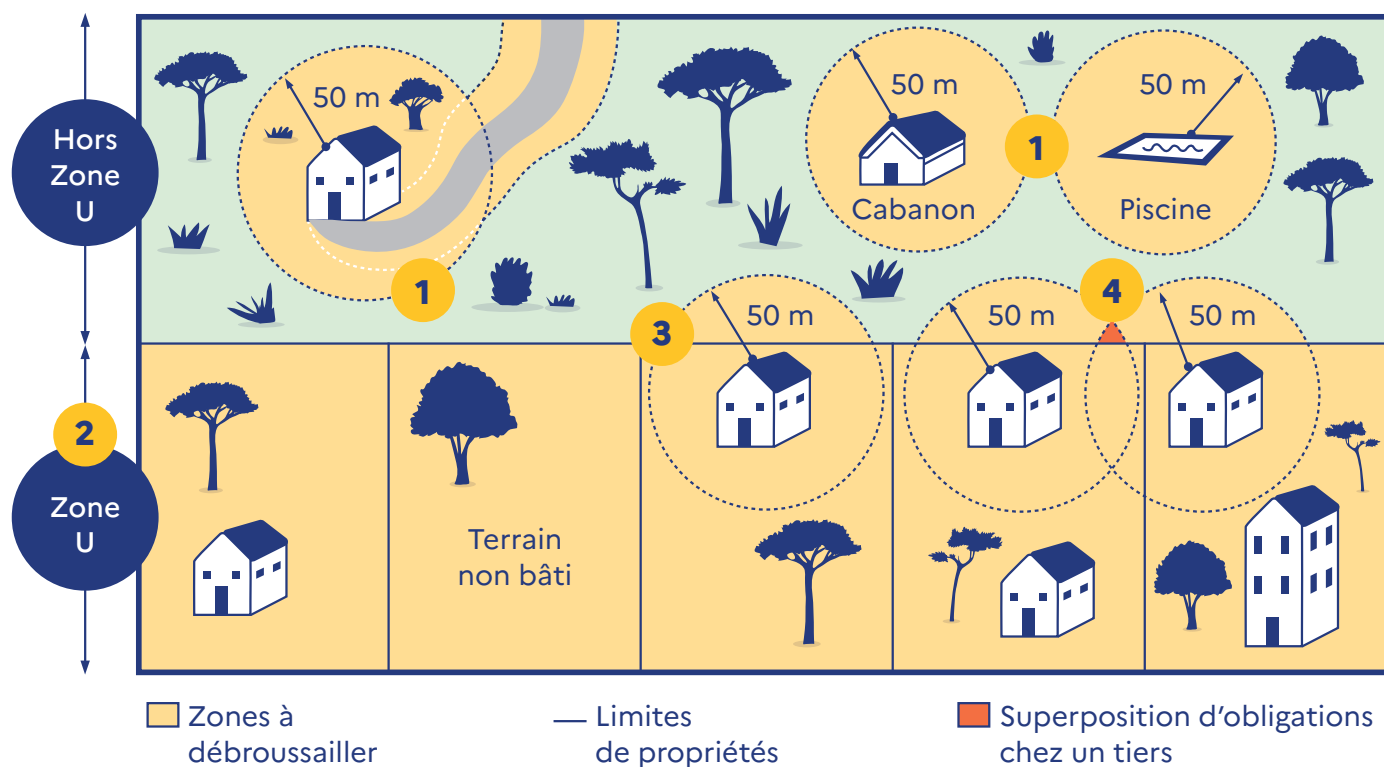 Hors
Zone
U
50 m
1
50 m
Cabanon
1
50 m
Piscine
2
Zone
U
3
50 m
50 m
4
50 m
Terrain
non bâti
Zones à
débroussailler
Limites
de propriétés
Superposition d'obligations
chez un tiers